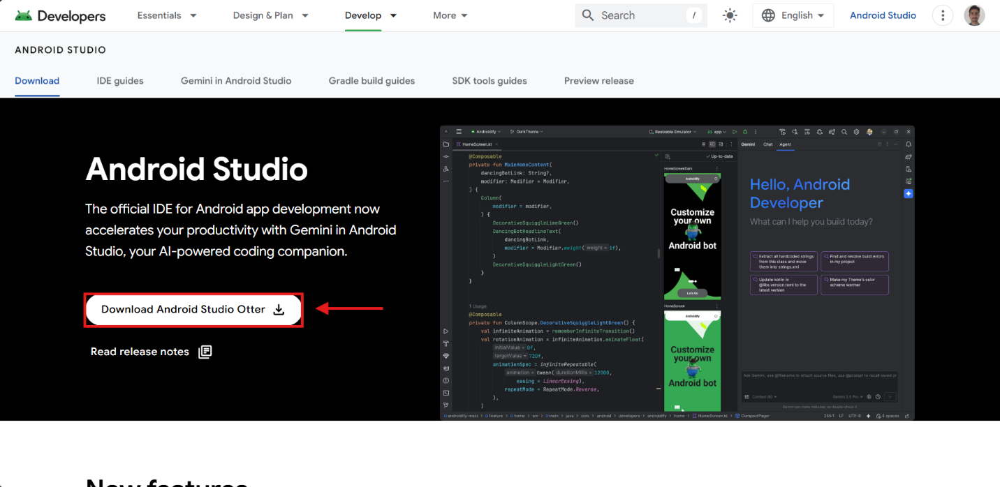 Developers Essentials Design & Plan Develop More Search / English Android Studio
ANDROID STUDIO
Download IDE guides Gemini in Android Studio Gradle build guides SDK tools guides Preview release
Android Studio
The official IDE for Android app development now
accelerates your productivity with Gemini in Android
Studio, your AI-powered coding companion.
Download Android Studio Otter
Read release notes
Androidify DarkTheme Resizable Emulator app
HomeScreen.kt
@Composable
private fun MainHomeContent(
dancingBotLink: String?,
modifier: Modifier = Modifier,
) {
Column(
modifier = modifier,
) {
DecorativeSquiggleLimeGreen()
DancingBotHeadlineText(
dancingBotLink,
modifier = Modifier.weight( weight = 1f),
)
DecorativeSquiggleLightGreen()
}
}
1 Usage
@Composable
private fun ColumnScope.DecorativeSquiggleLightGreen() {
val infiniteAnimation = rememberInfiniteTransition()
val rotationAnimation = infiniteAnimation.animateFloat(
initialValue = 0f,
targetValue = 720f,
animationSpec = infiniteRepeatable(
animation = tween( durationMillis = 12000,
easing = LinearEasing),
repeatMode = RepeatMode.Reverse,
),
)
Up-to-date
HomeScreenDark
Androidify
Customize
your own
Android bot
Let's Go
HomeScreen
Androidify
Customize
your own
Android bot
Gemini Chat Agent
Hello, Android
Developer
What can I help you build today?
Extract all hardcoded strings
from this class and move
them into strings.xml
Find and resolve build errors
in my project
Update kotlin in
@libs.version.toml to the
latest version
Make my Theme's color
scheme warmer
Ask Gemini, use @filename to attach source files, use @prompt to recall saved pr
Context (6) Gemini 2.5 Pro
Gemini can make mistakes, so double-check it
androidify-main > feature > home > src > main > java > com > android > developers > androidify > home > HomeScreen.kt > CompactPager 255:1 LF UTF-8 4 spaces
New features